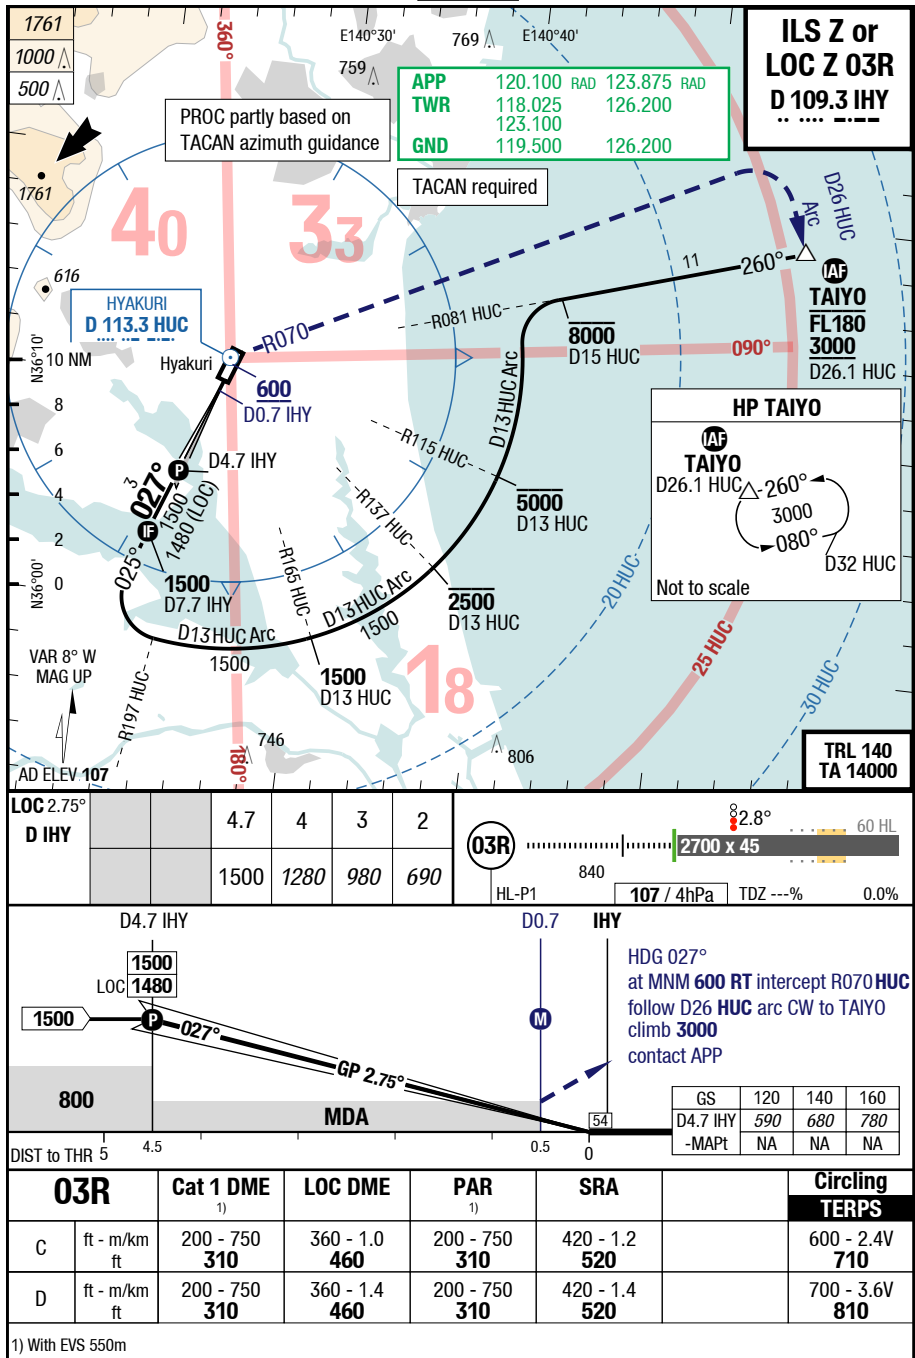 1761
1000
500
360°
E140°30'
769
E140°40'
759
ILS Z or
LOC Z 03R
D 109.3 IHY
APP 120.100 RAD 123.875 RAD
TWR 118.025 126.200
123.100
GND 119.500 126.200
PROC partly based on
TACAN azimuth guidance
TACAN required
1761
40
33
D26 HUC
Arc
616
11
260°
IAF
TAIYO
FL180
3000
D26.1 HUC
HYAKURI
D 113.3 HUC
R070
R081 HUC
8000
D15 HUC
090°
N36°10'
10 NM
Hyakuri
600
D0.7 IHY
D13 HUC Arc
HP TAIYO
IAF
TAIYO
D26.1 HUC
260°
3000
080°
D32 HUC
Not to scale
8
6
4
2
0
N36°00'
R115 HUC
D4.7 IHY
P
3
027°
1500
1480 (LOC)
IF
025°
5000
D13 HUC
R137 HUC
R165 HUC
1500
D7.7 IHY
2500
D13 HUC
D13 HUC Arc
1500
D13 HUC Arc
1500
20 HUC
25 HUC
30 HUC
1500
D13 HUC
18
VAR 8° W
MAG UP
R197 HUC
180°
746
806
AD ELEV 107
TRL 140
TA 14000
LOC 2.75°
D IHY
4.7 4 3 2
1500 1280 980 690
03R
HL-P1
840
2.8°
60 HL
2700 x 45
107 / 4hPa
TDZ ---%
0.0%
D4.7 IHY
D0.7
IHY
1500
LOC 1480
1500
P
027°
GP 2.75°
M
HDG 027°
at MNM 600 RT intercept R070 HUC
follow D26 HUC arc CW to TAIYO
climb 3000
contact APP
800
MDA
54
GS 120 140 160
D4.7 IHY 590 680 780
-MAPt NA NA NA
DIST to THR 5 4.5 0.5 0
03R
Cat 1 DME
1)
LOC DME
PAR
1)
SRA
Circling
TERPS
C ft - m/km 200 - 750 360 - 1.0 200 - 750 420 - 1.2 600 - 2.4V
ft 310 460 310 520 710
D ft - m/km 200 - 750 360 - 1.4 200 - 750 420 - 1.4 700 - 3.6V
ft 310 460 310 520 810
1) With EVS 550m